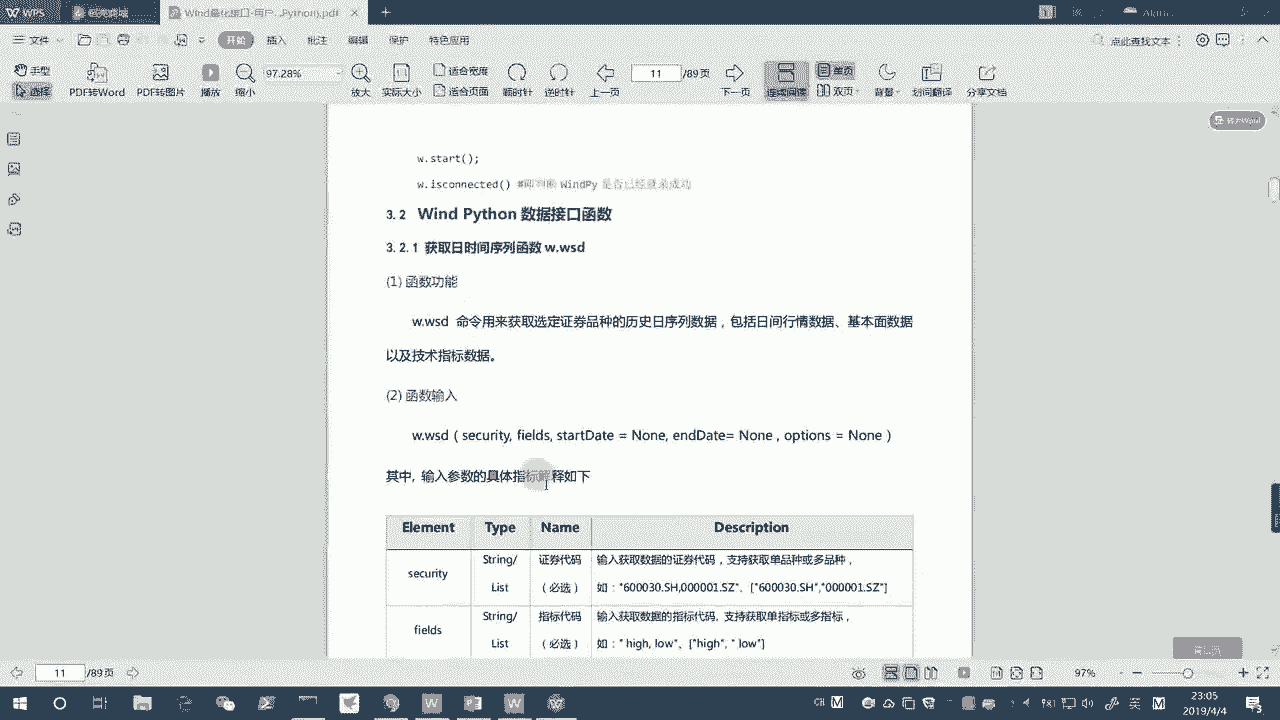 WPS
Wind量化接口-用户...Python).pdf
文件
开始
插入
批注
编辑
保护
特色应用
点此查找文本
手型
选择
PDF转Word
PDF转图片
播放
缩小
97.28%
放大
实际大小
适合宽度
适合页面
顺时针
逆时针
上一页
11
/89页
下一页
连续阅读
单页
双页
背景
划词翻译
分享文档
w.start();
w.isconnected() #即判断 WindPy 是否已经登录成功
3.2 Wind Python 数据接口函数
3.2.1 获取日时间序列函数 w.wsd
(1) 函数功能
w.wsd 命令用来获取选定证券品种的历史日序列数据，包括日间行情数据、基本面数据
以及技术指标数据。
(2) 函数输入
w.wsd ( security, fields, startDate = None, endDate= None , options = None )
其中, 输入参数的具体指标解释如下
Element Type Name Description
security
String/
List
证券代码
（必选）
输入获取数据的证券代码，支持获取单品种或多品种，
如："600030.SH,000001.SZ"、["600030.SH","000001.SZ"]
fields
String/
List
指标代码
（必选）
输入获取数据的指标代码, 支持获取单指标或多指标，
如：" high, low"、["high", " low"]
11
/89页
97%
CH
M
英
M
23:05
2019/4/4